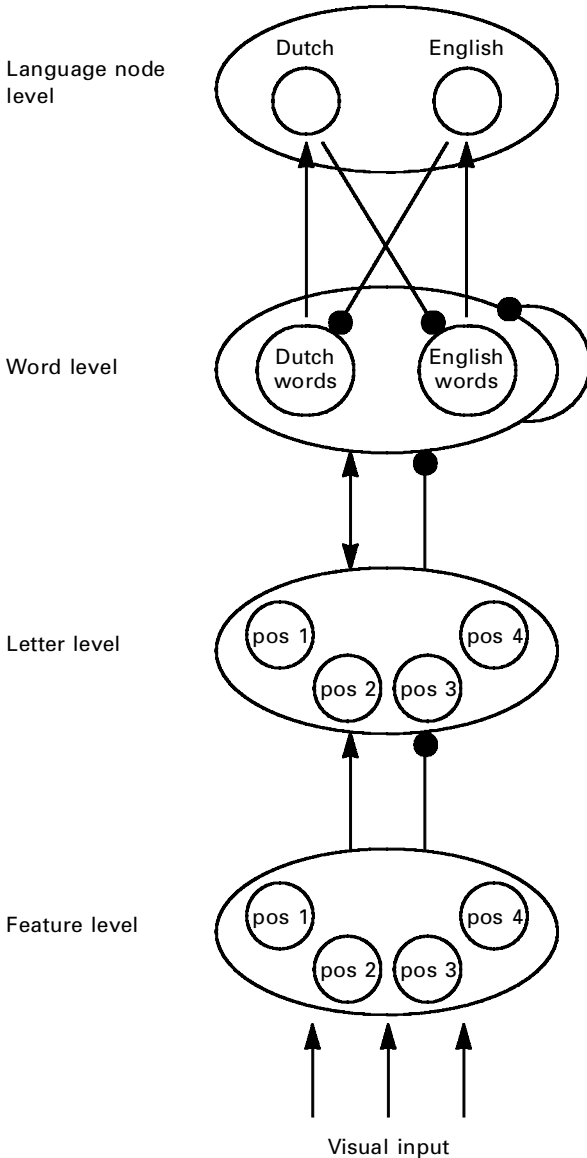 Dutch English
Language node
level
Word level
Dutch
words
English
words
Letter level
pos 1
pos 4
pos 2
pos 3
Feature level
pos 1
pos 4
pos 2
pos 3
Visual input